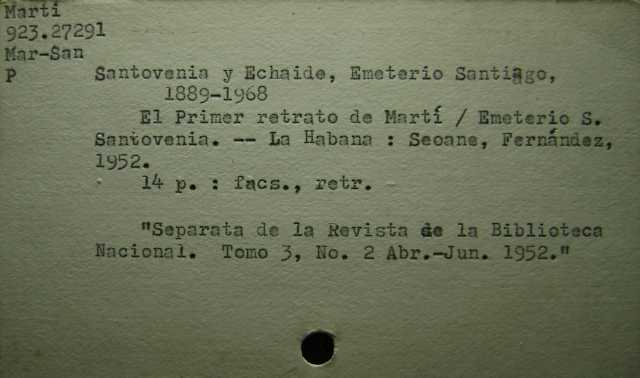 Martí
923.27291
Mar-San
P Santovenia y Echaide, Emeterio Santiago,
1889-1968
El Primer retrato de Martí / Emeterio S.
Santovenia. -- La Habana : Seoane, Fernández,
1952.
14 p. : facs., retr.
"Separata de la Revista de la Biblioteca
Nacional. Tomo 3, No. 2 Abr.-Jun. 1952."